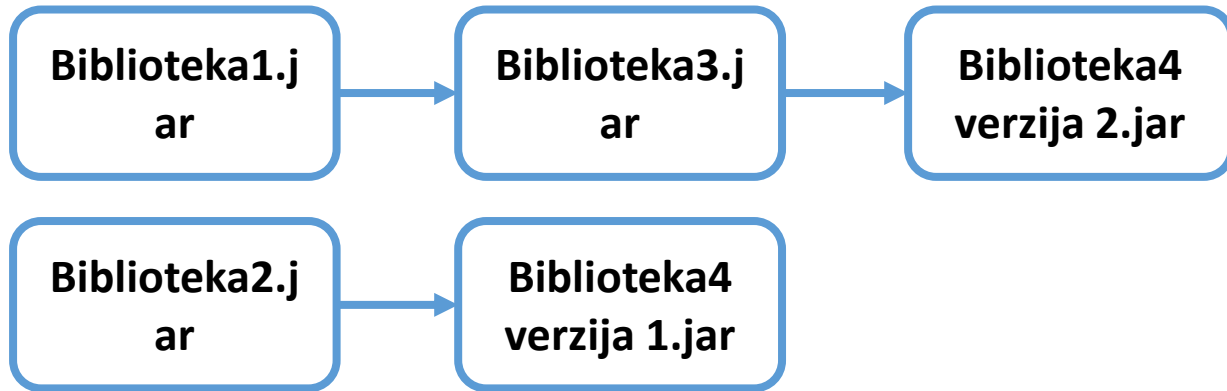 Biblioteka1.j
ar
Biblioteka3.j
ar
Biblioteka4
verzija 2.jar
Biblioteka2.j
ar
Biblioteka4
verzija 1.jar